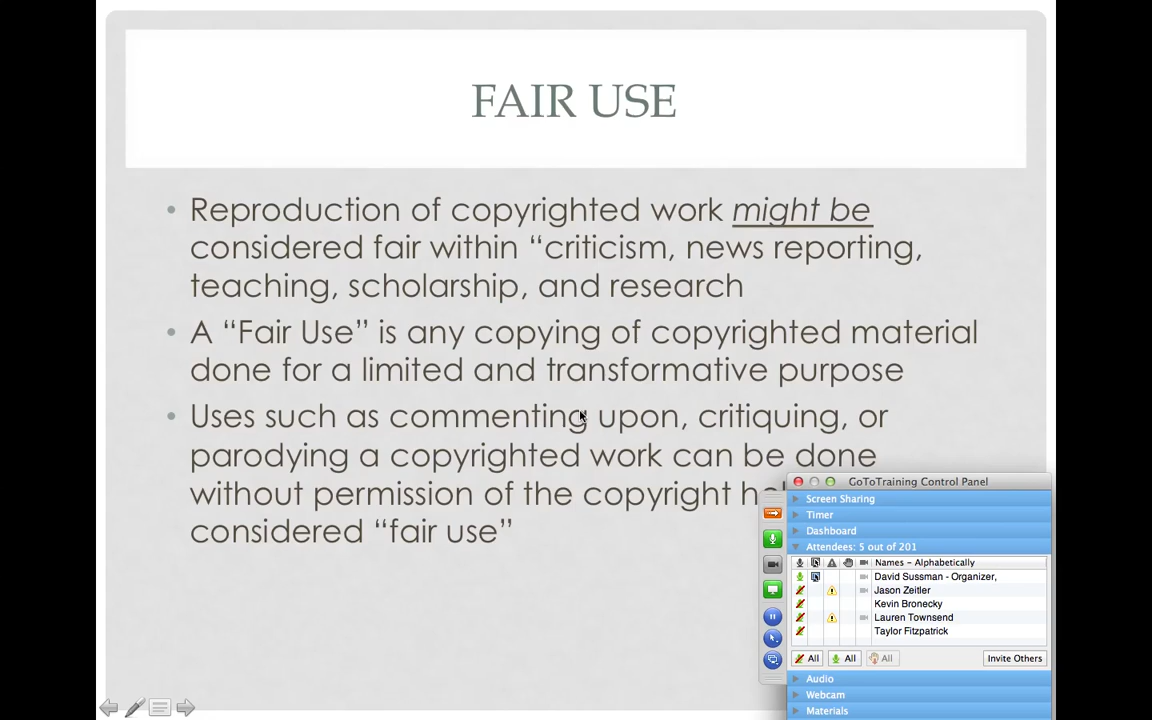 FAIR USE
• Reproduction of copyrighted work might be
considered fair within “criticism, news reporting,
teaching, scholarship, and research
• A “Fair Use” is any copying of copyrighted material
done for a limited and transformative purpose
• Uses such as commenting upon, critiquing, or
parodying a copyrighted work can be done
without permission of the copyright
considered “fair use”
GoToTraining Control Panel
Screen Sharing
Timer
Dashboard
Attendees: 5 out of 201
Names - Alphabetically
David Sussman - Organizer,
Jason Zeitler
Kevin Bronecky
Lauren Townsend
Taylor Fitzpatrick
All All All Invite Others
Audio
Webcam
Materials